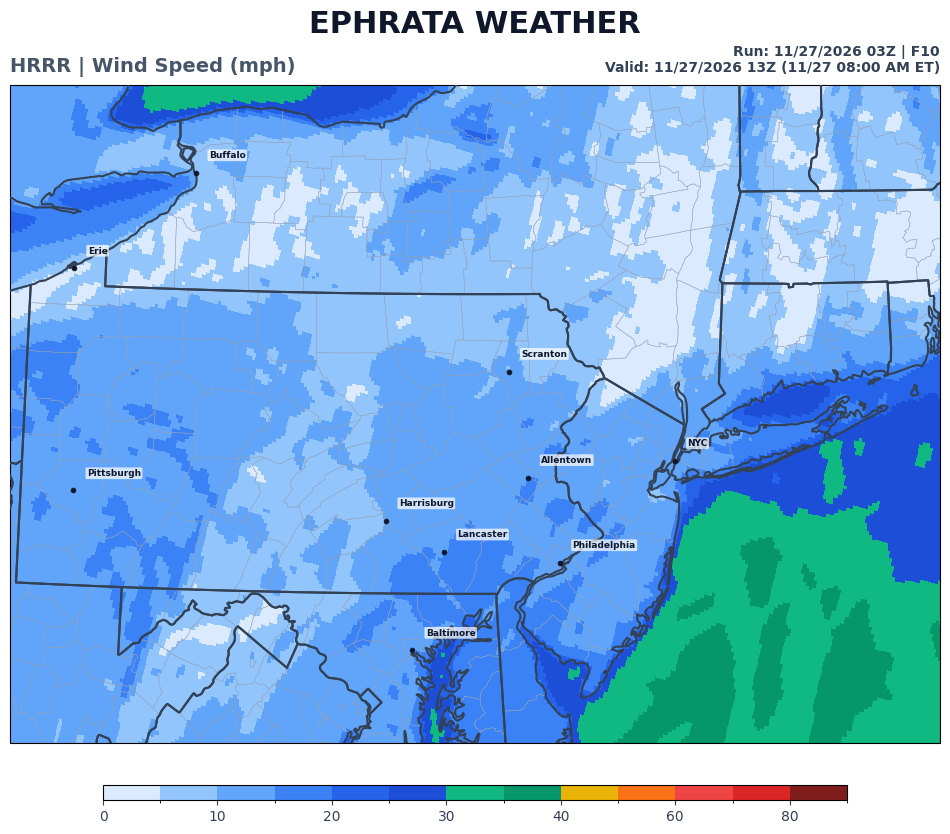 EPHRATA WEATHER
HRRR | Wind Speed (mph)
Run: 11/27/2026 03Z | F10
Valid: 11/27/2026 13Z (11/27 08:00 AM ET)
Buffalo
Erie
Scranton
NYC
Allentown
Pittsburgh
Harrisburg
Lancaster
Philadelphia
Baltimore
0 10 20 30 40 60 80